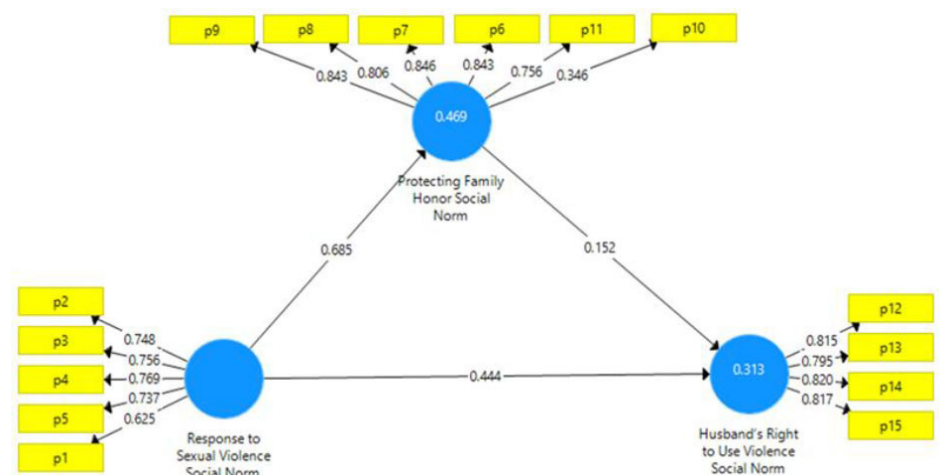 p9
p8
p7
p6
p11
p10
0.843
0.806
0.846
0.843
0.756
0.346
0.469
Protecting Family
Honor Social
Norm
0.685
0.152
p2
p3
p4
p5
p1
0.748
0.756
0.769
0.737
0.625
0.444
0.313
p12
p13
p14
p15
0.815
0.795
0.820
0.817
Response to
Sexual Violence
Social Norm
Husband's Right
to Use Violence
Social Norm